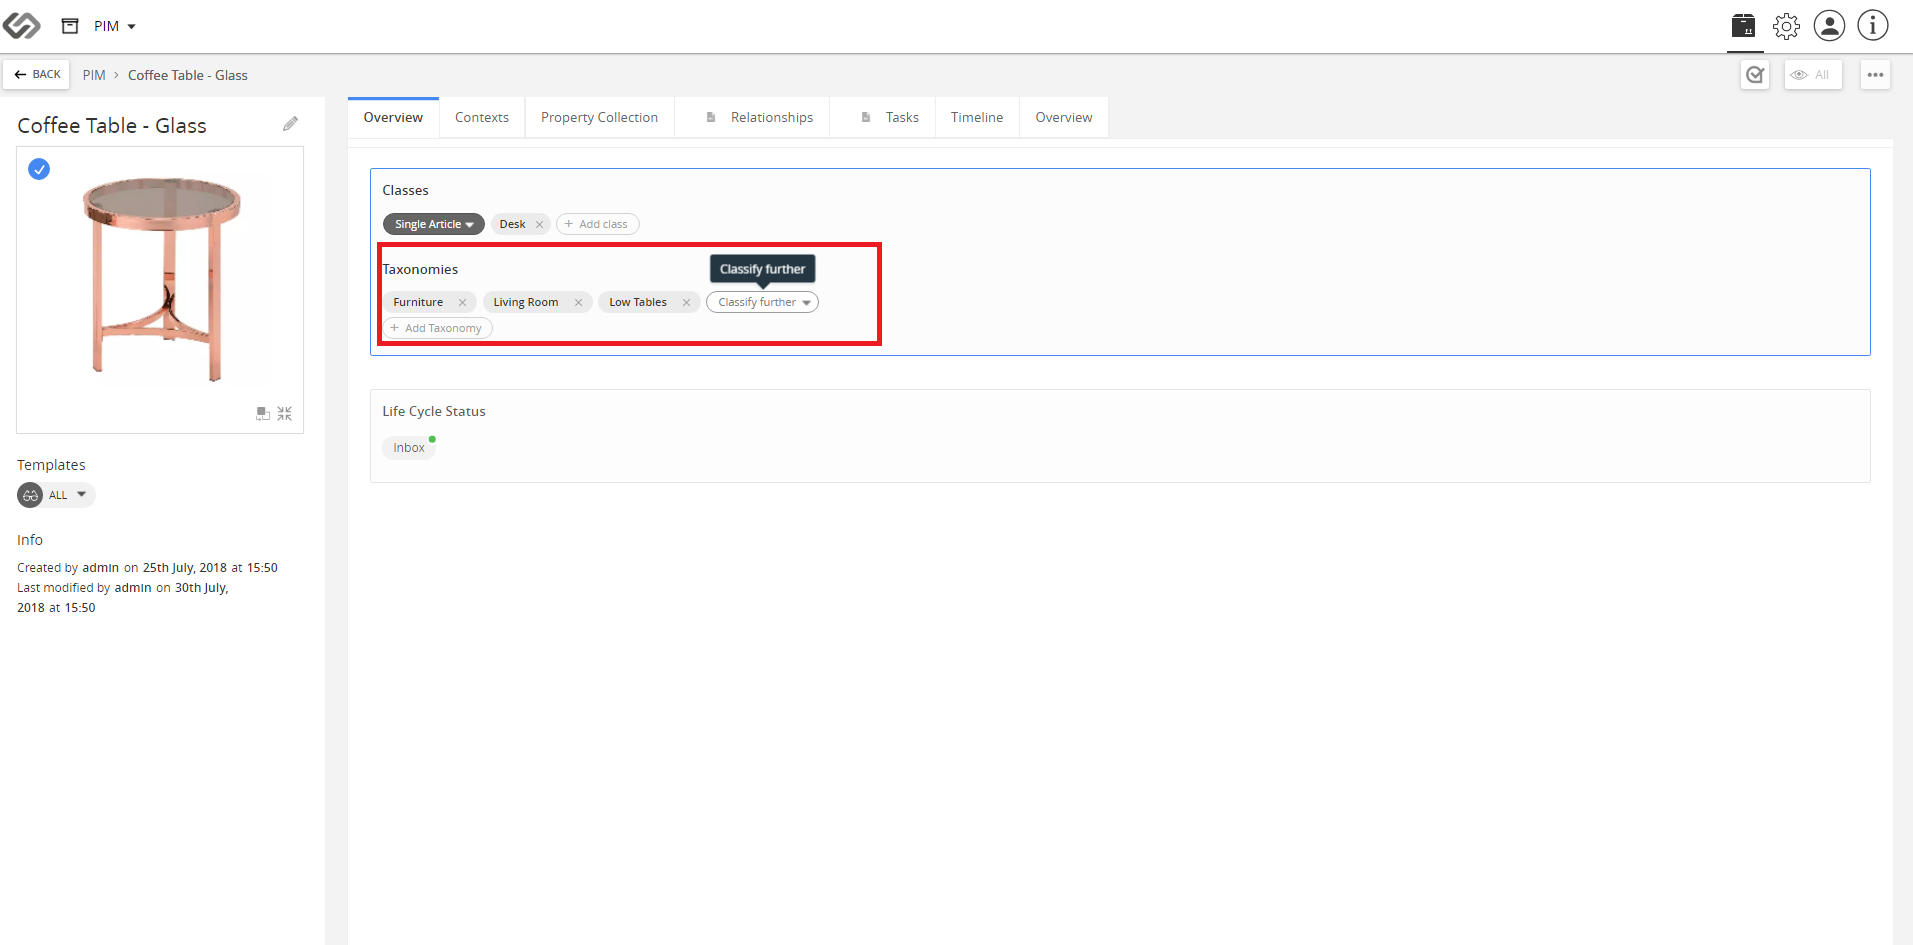 PIM
BACK
PIM > Coffee Table - Glass
All
Coffee Table - Glass
Templates
ALL
Info
Created by admin on 25th July, 2018 at 15:50
Last modified by admin on 30th July,
2018 at 15:50
Overview Contexts Property Collection Relationships Tasks Timeline Overview
Classes
Single Article Desk + Add class
Taxonomies
Classify further
Furniture Living Room Low Tables Classify further
+ Add Taxonomy
Life Cycle Status
Inbox